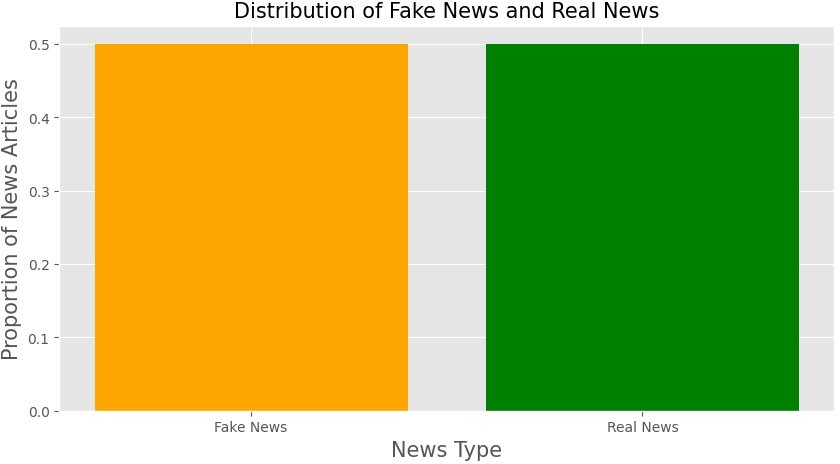 Distribution of Fake News and Real News
Proportion of News Articles
0.5
0.4
0.3
0.2
0.1
0.0
Fake News
Real News
News Type